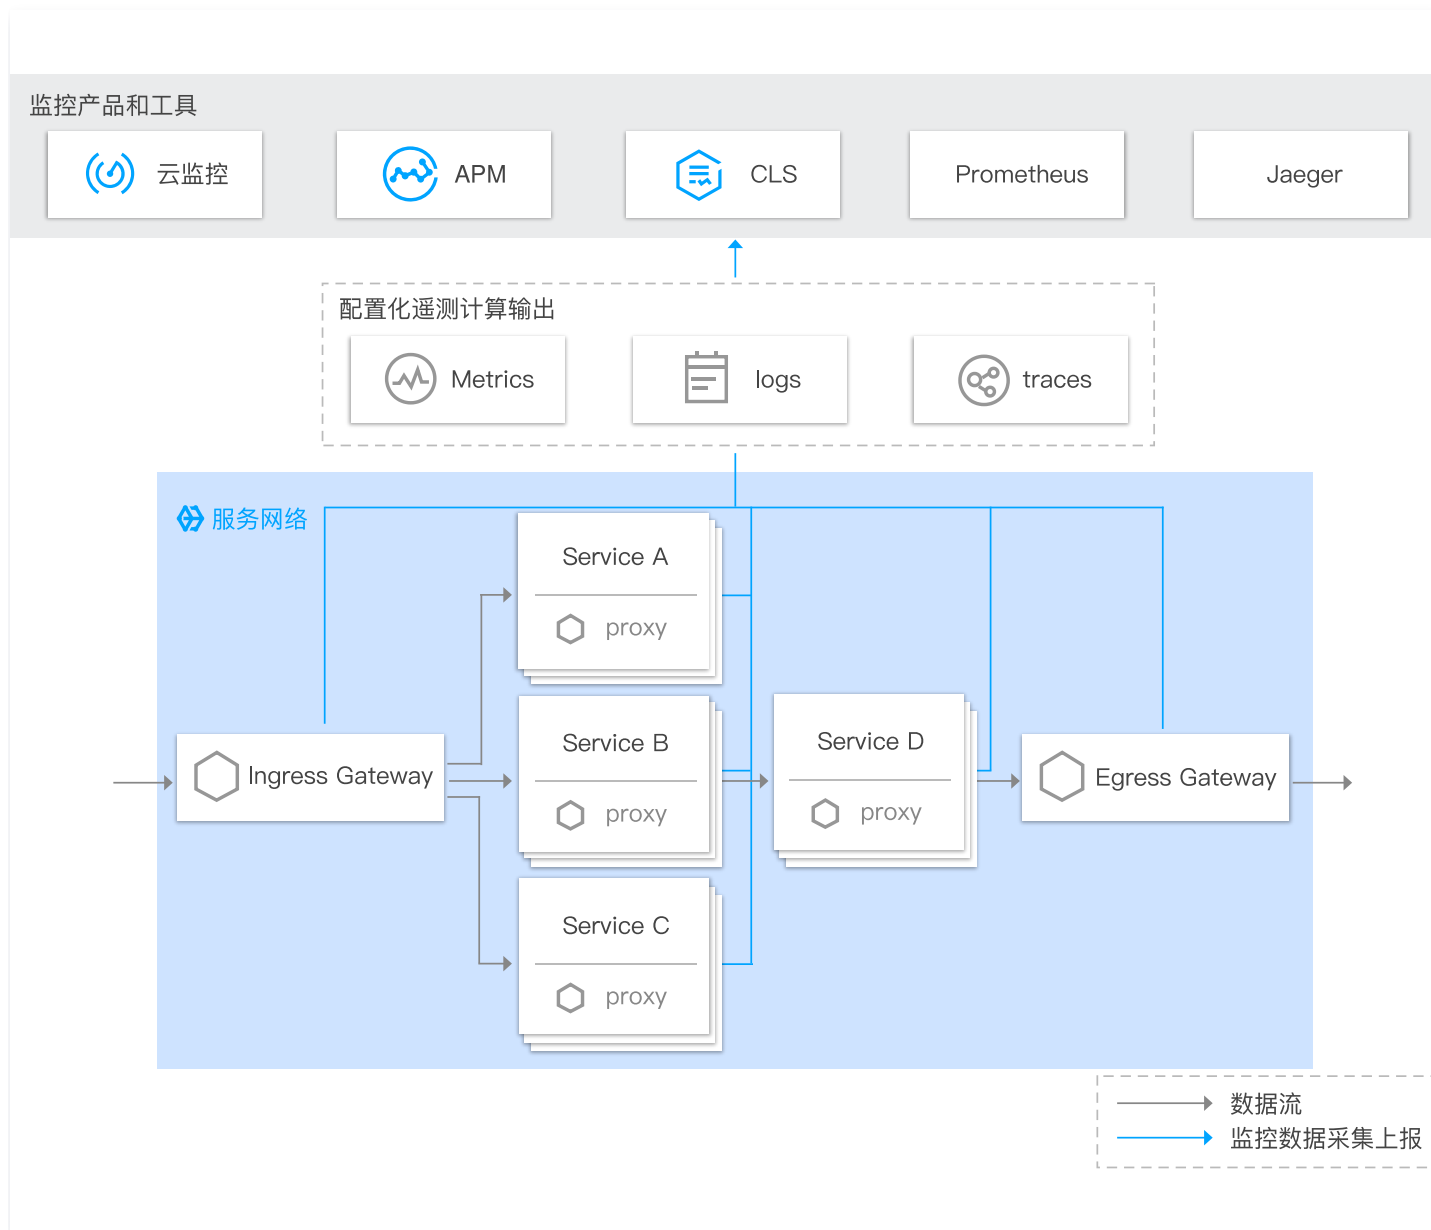 监控产品和工具
云监控
APM
CLS
Prometheus
Jaeger
配置化遥测计算输出
Metrics
logs
traces
服务网络
Service A
proxy
Service B
proxy
Service D
proxy
Ingress Gateway
Egress Gateway
Service C
proxy
数据流
监控数据采集上报